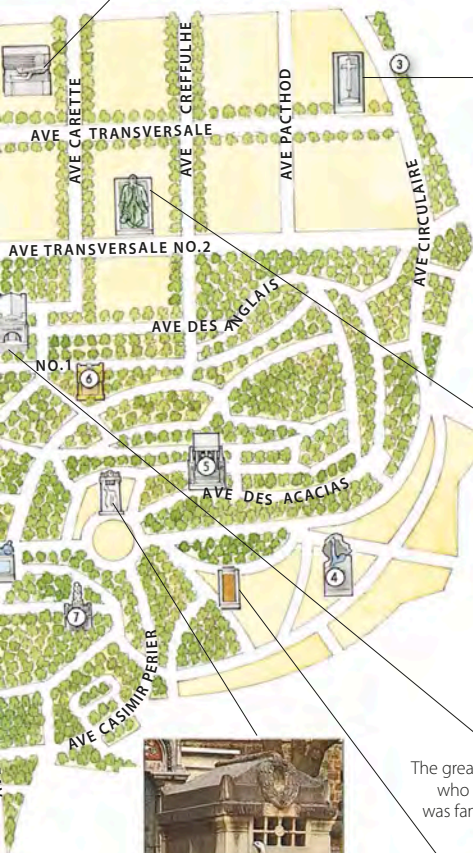 3
AVE TRANSVERSALE
AVE CARETTE
AVE CREFFULHE
AVE PACTHOD
AVE CIRCULAIRE
AVE TRANSVERSALE NO.2
AVE DES ANGLAIS
NO.1
6
5
AVE DES ACACIAS
4
7
AVE CASIMIR PERIER
The grea
who
was far